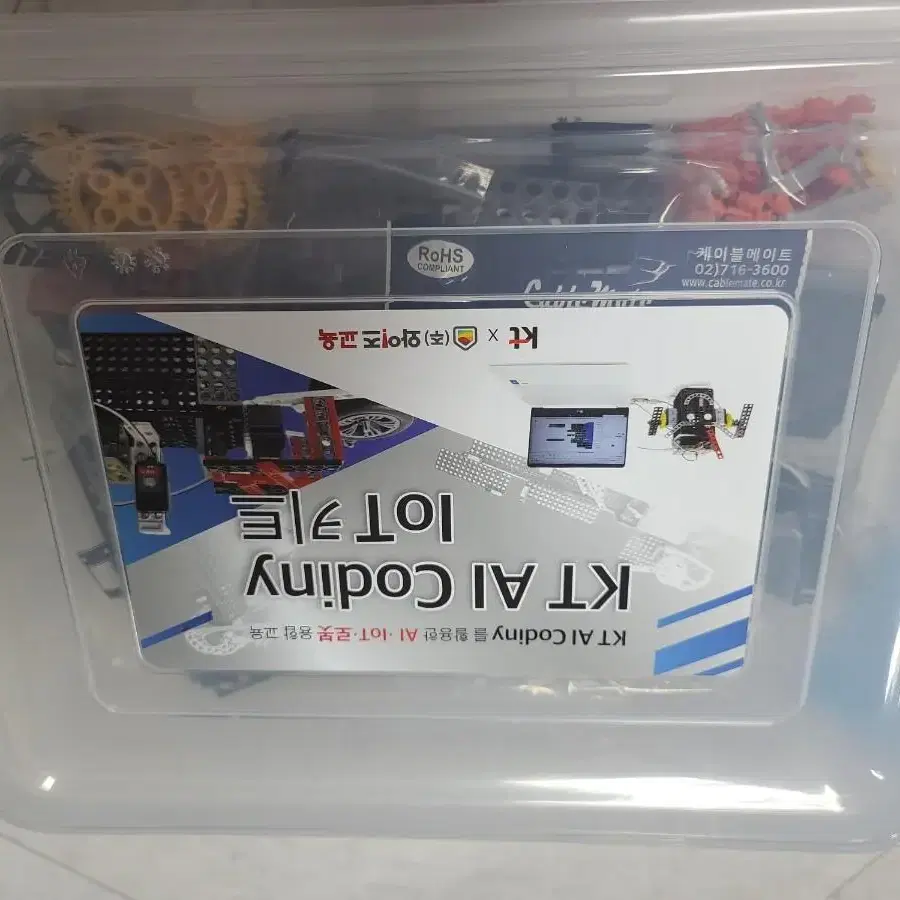 KT AI Codiny 를 활용한 AI · IoT · 로봇 융합 교육
KT AI Codiny
IoT 키트
kt x (주)와이즈교육
RoHS
COMPLIANT
케이블메이트
02)716-3600
www.cablemate.co.kr